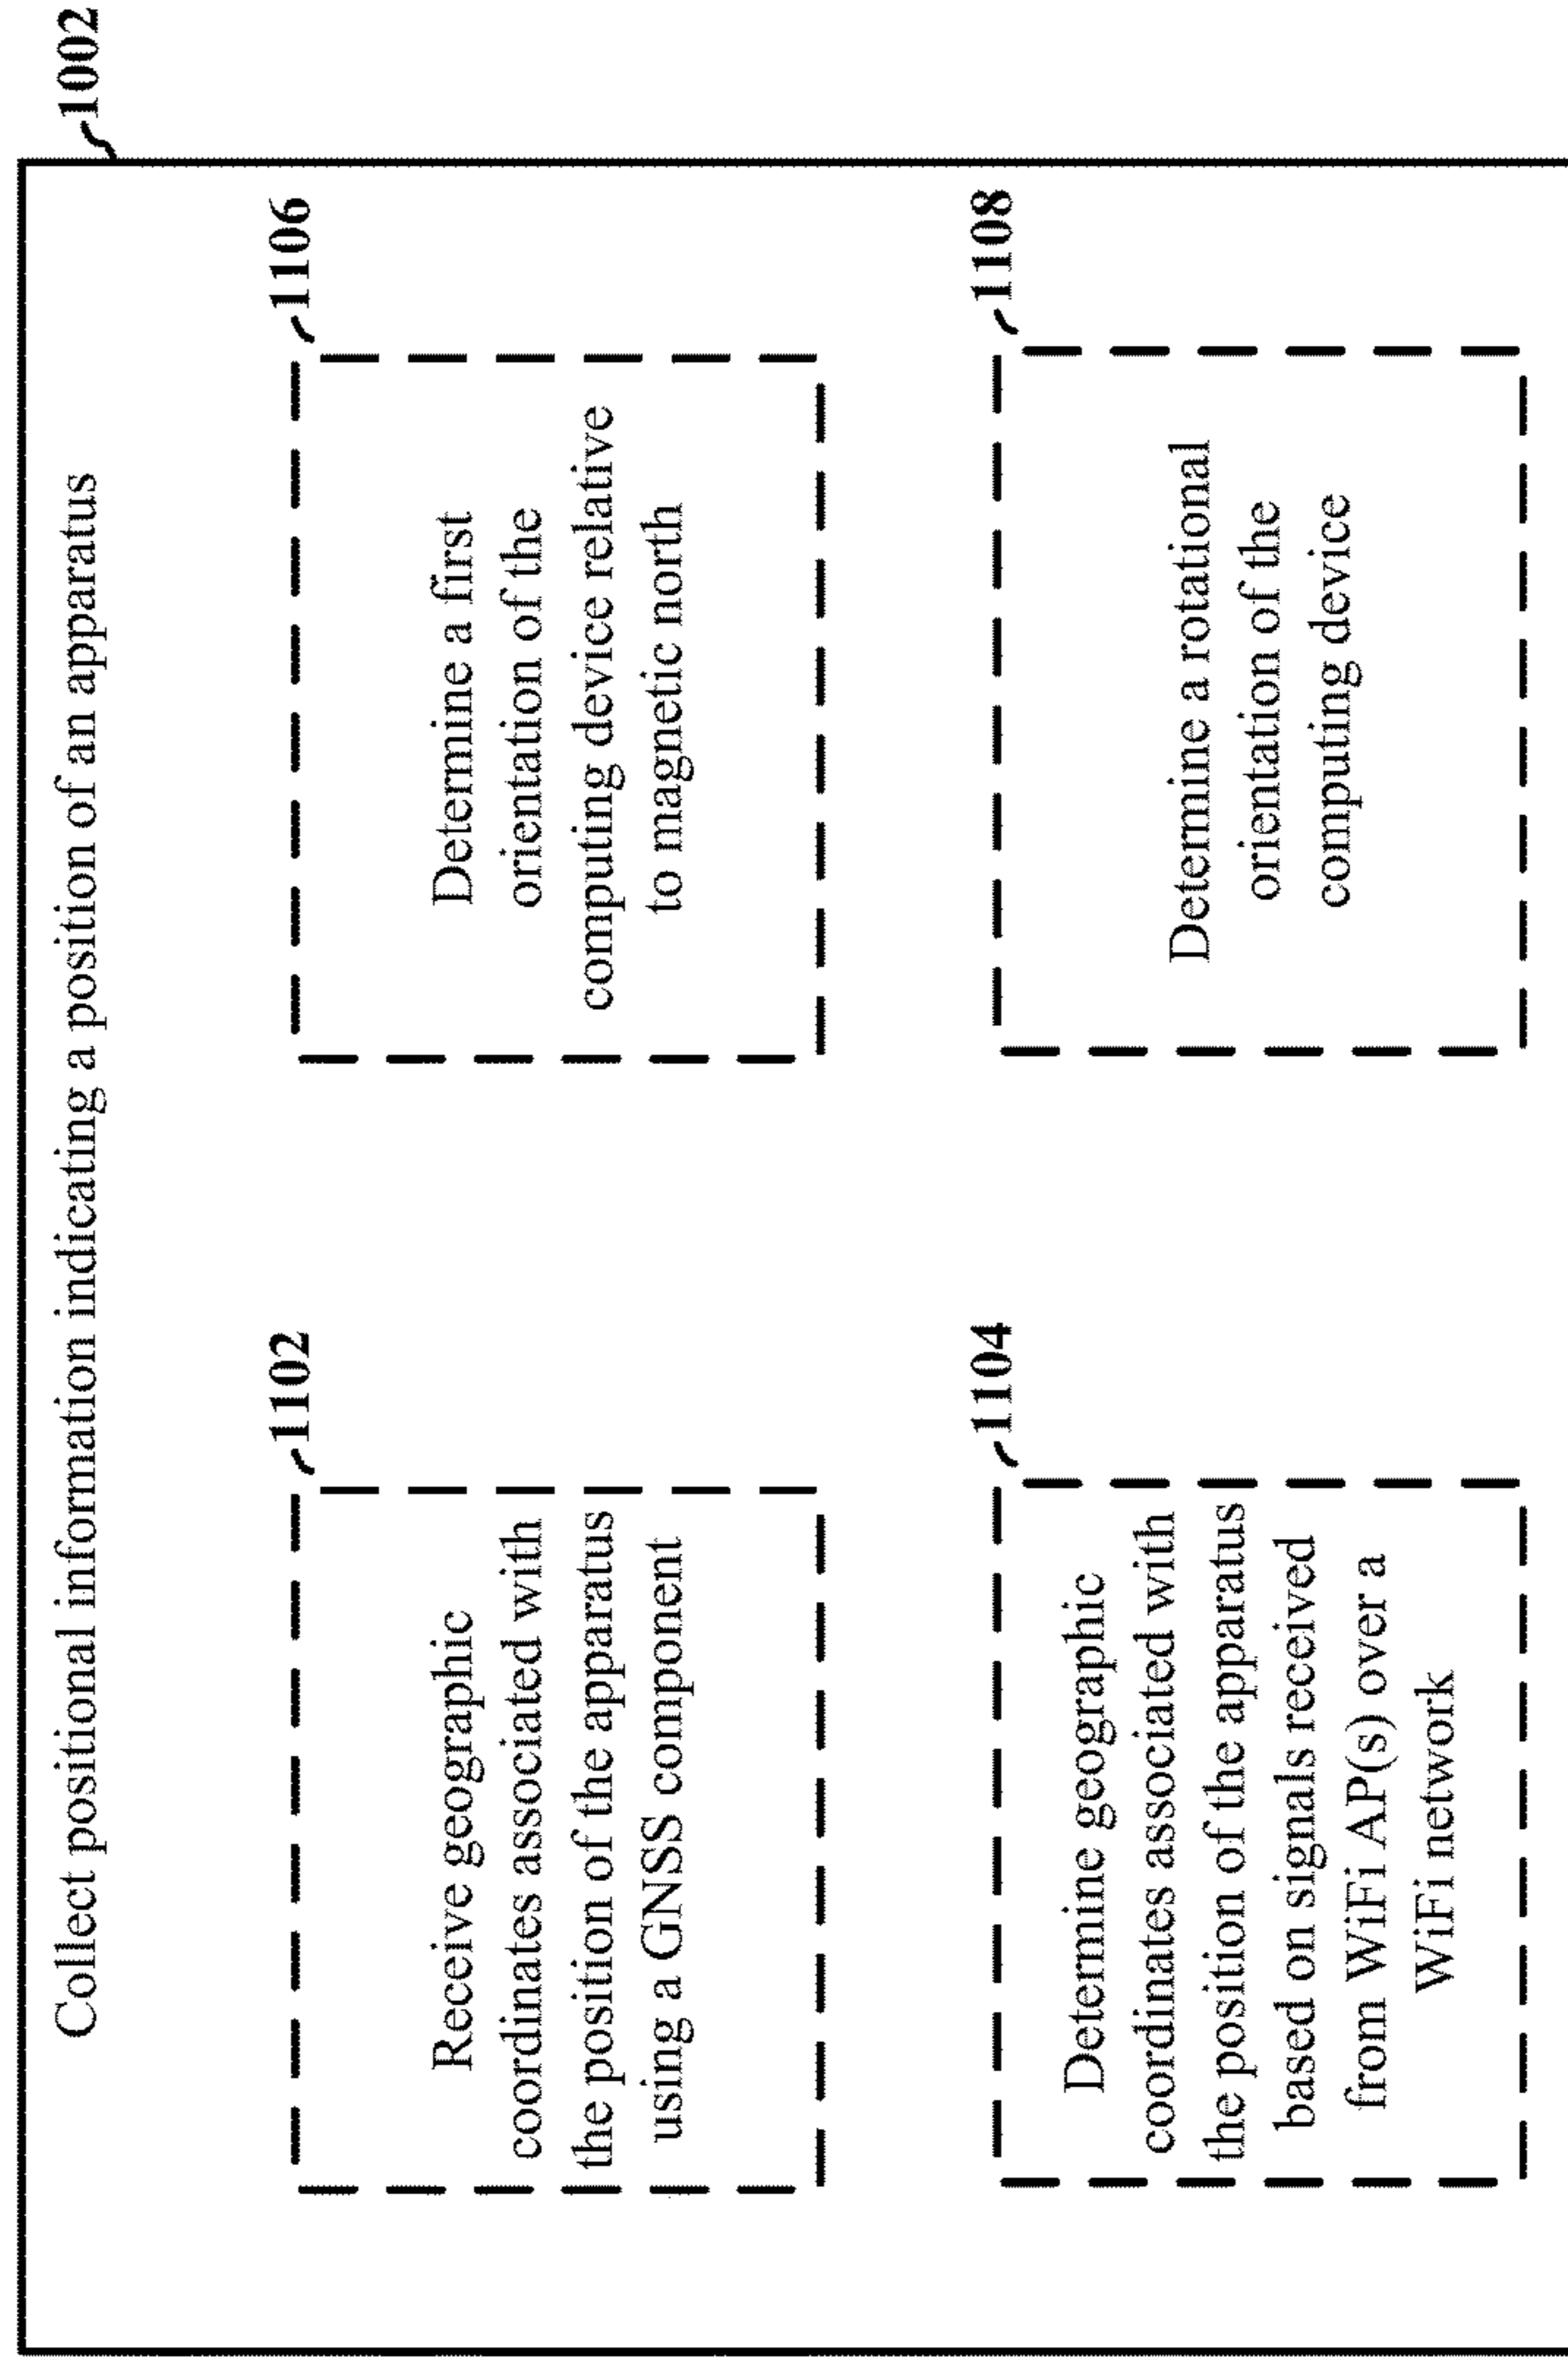 1002
Collect positional information indicating a position of an apparatus
1102
Receive geographic
coordinates associated with
the position of the apparatus
using a GNSS component
1106
Determine a first
orientation of the
computing device relative
to magnetic north
1104
Determine geographic
coordinates associated with
the position of the apparatus
based on signals received
from WiFi AP(s) over a
WiFi network
1108
Determine a rotational
orientation of the
computing device